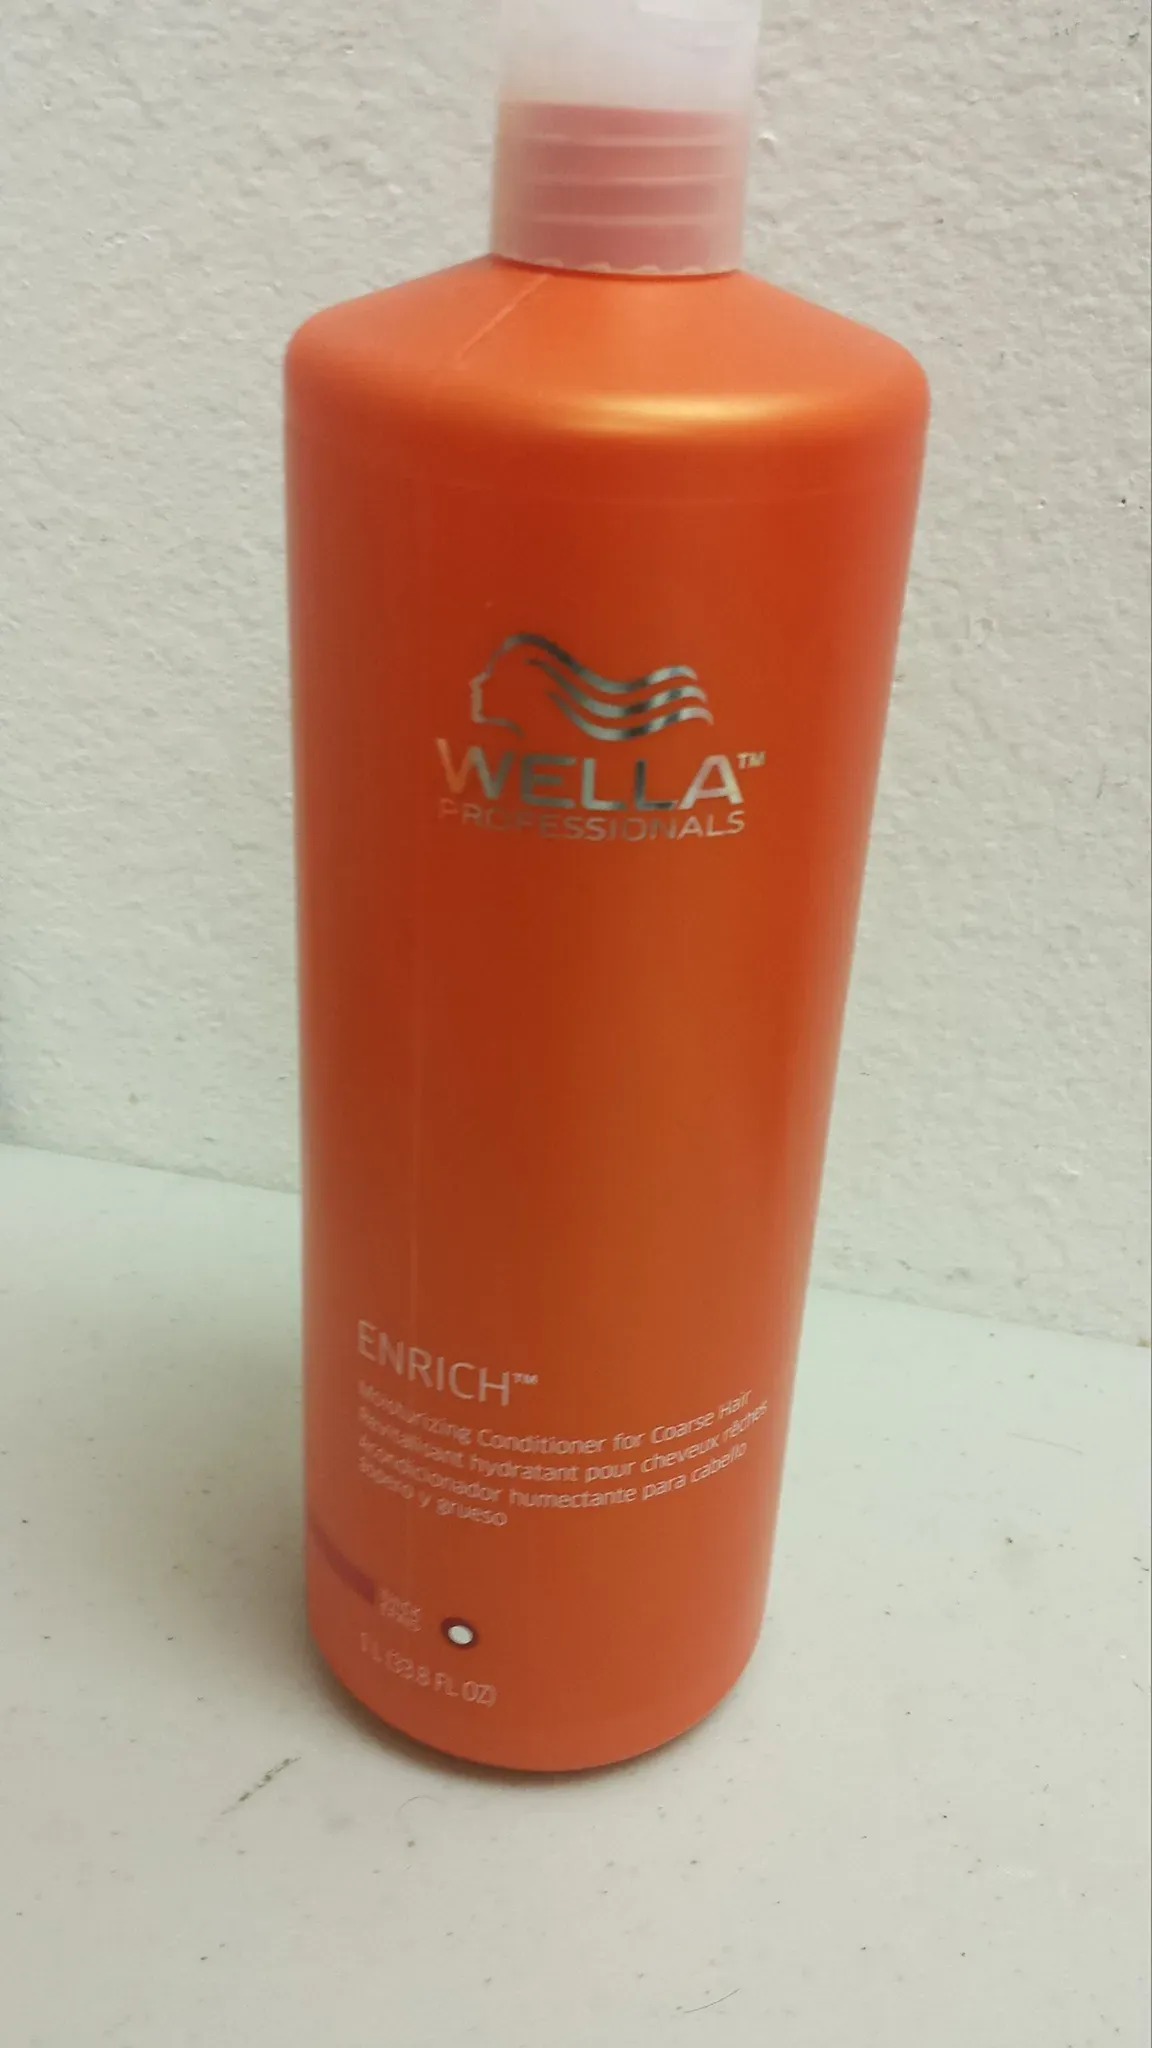 WELLA™
PROFESSIONALS
ENRICH™
Moisturizing Conditioner for Coarse Hair
Revitalisant hydratant pour cheveux rêches
acondicionador humectante para cabello
áspero y grueso
1 L (33.8 FL OZ)